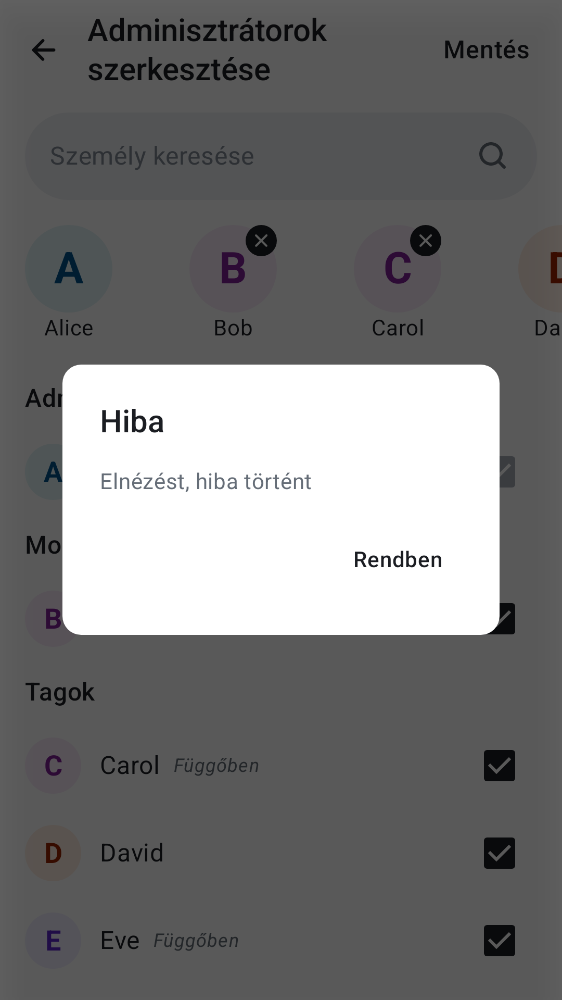 Adminisztrátorok
szerkesztése
Mentés
Személy keresése
A
B
C
D
Alice
Bob
Carol
Da
Adr
A
Hiba
Elnézést, hiba történt
Rendben
Mo
B
Tagok
C
Carol Függőben
D
David
E
Eve Függőben